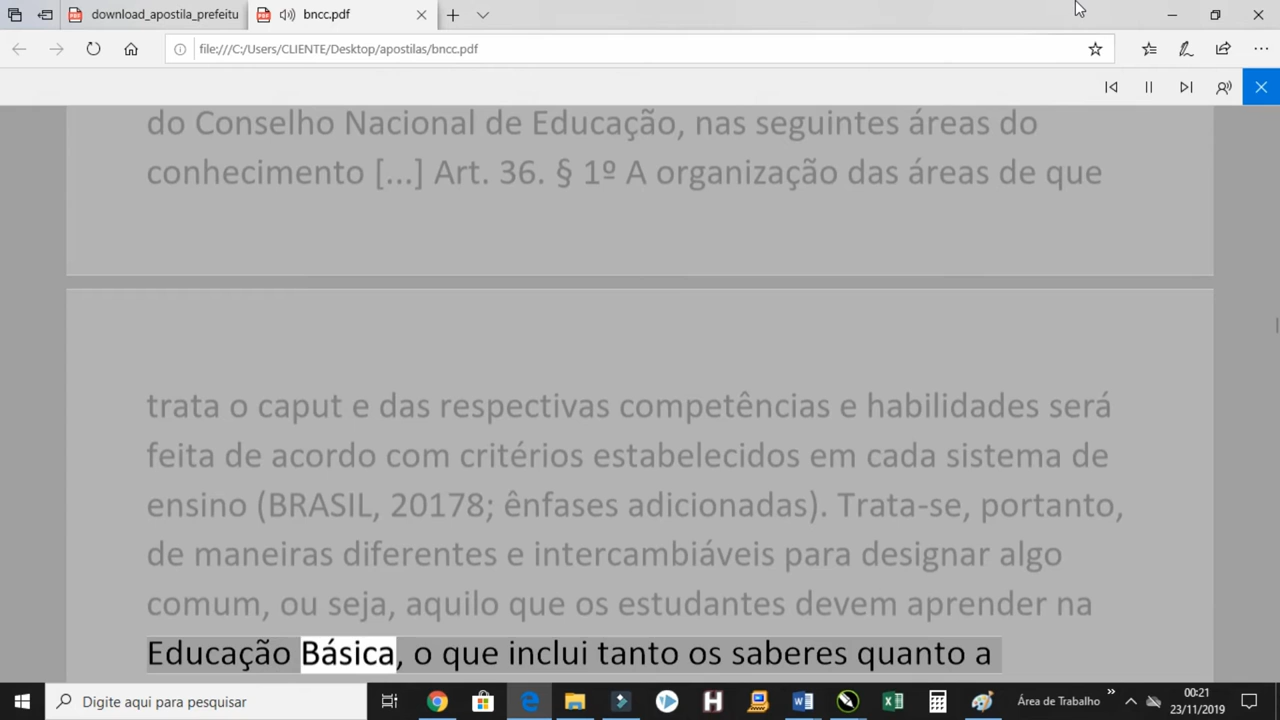 download_apostila_prefeitu
bncc.pdf
file:///C:/Users/CLIENTE/Desktop/apostilas/bncc.pdf
do Conselho Nacional de Educação, nas seguintes áreas do
conhecimento [...] Art. 36. § 1º A organização das áreas de que
trata o caput e das respectivas competências e habilidades será
feita de acordo com critérios estabelecidos em cada sistema de
ensino (BRASIL, 20178; ênfases adicionadas). Trata-se, portanto,
de maneiras diferentes e intercambiáveis para designar algo
comum, ou seja, aquilo que os estudantes devem aprender na
Educação Básica, o que inclui tanto os saberes quanto a
Digite aqui para pesquisar
Área de Trabalho
00:21
23/11/2019